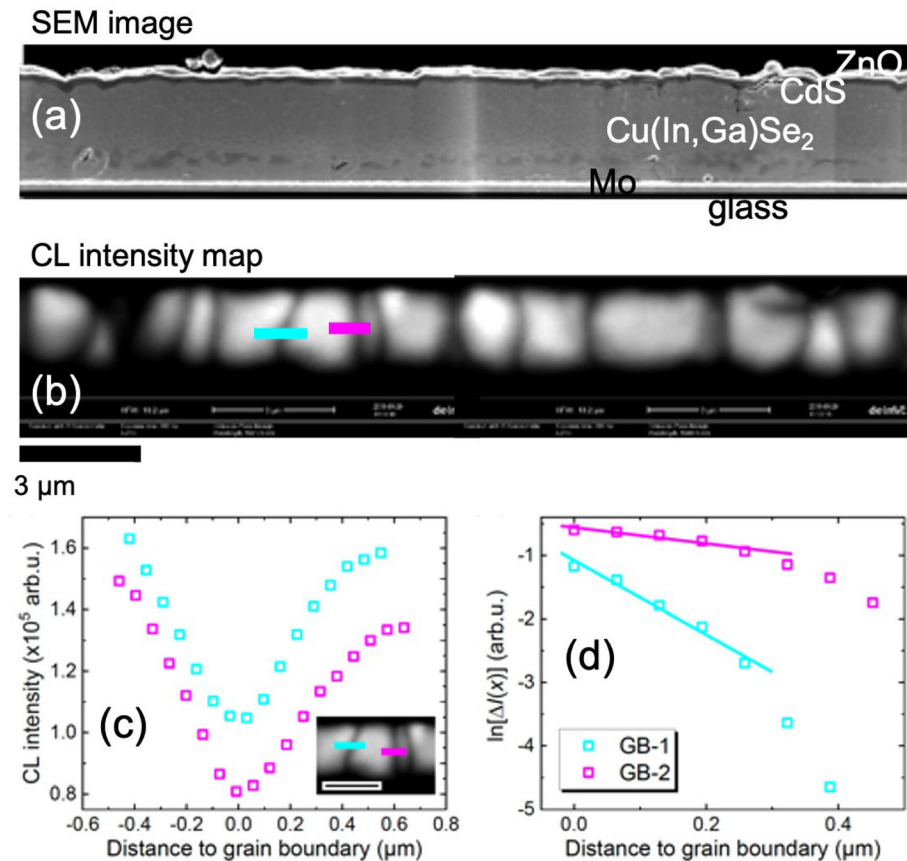 SEM image
ZnO
CdS
(a)
Cu(In,Ga)Se₂
Mo
glass
CL intensity map
(b)
3 µm
CL intensity (x10⁵ arb.u.)
1.6
1.4
1.2
1.0
0.8
-0.6 -0.4 -0.2 0.0 0.2 0.4 0.6 0.8
Distance to grain boundary (µm)
(c)
ln[ΔI(x)] (arb.u.)
-1
-2
-3
-4
-5
0.0 0.2 0.4
Distance to grain boundary (µm)
(d)
GB-1
GB-2